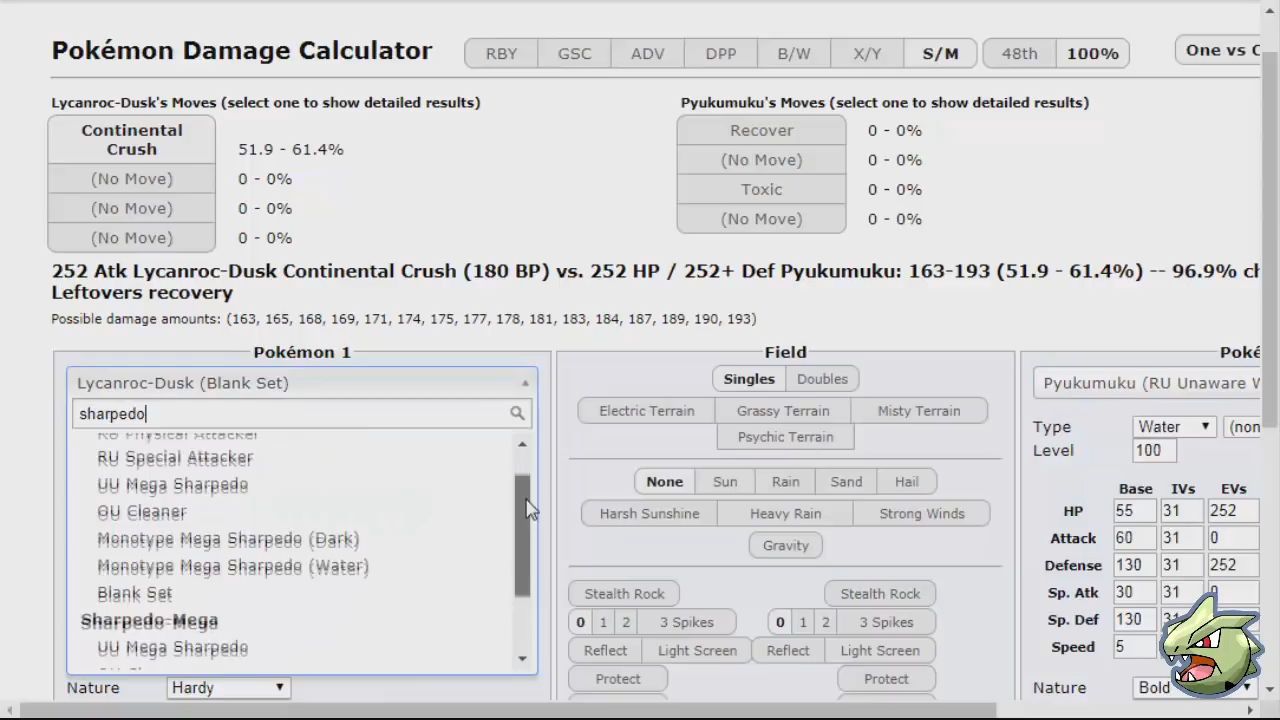 Pokémon Damage Calculator
RBY GSC ADV DPP B/W X/Y S/M 48th 100% One vs
Lycanroc-Dusk's Moves (select one to show detailed results)
Continental
Crush
51.9 - 61.4%
(No Move) 0 - 0%
(No Move) 0 - 0%
(No Move) 0 - 0%
Pyukumuku's Moves (select one to show detailed results)
Recover 0 - 0%
(No Move) 0 - 0%
Toxic 0 - 0%
(No Move) 0 - 0%
252 Atk Lycanroc-Dusk Continental Crush (180 BP) vs. 252 HP / 252+ Def Pyukumuku: 163-193 (51.9 - 61.4%) -- 96.9%
Leftovers recovery
Possible damage amounts: (163, 165, 168, 169, 171, 174, 175, 177, 178, 181, 183, 184, 187, 189, 190, 193)
Pokémon 1
Lycanroc-Dusk (Blank Set)
sharpedo
RU Physical Attacker
RU Special Attacker
UU Mega Sharpedo
OU Cleaner
Monotype Mega Sharpedo (Dark)
Monotype Mega Sharpedo (Water)
Blank Set
Sharpedo-Mega
UU Mega Sharpedo
Nature Hardy
Field
Singles Doubles
Electric Terrain Grassy Terrain Misty Terrain
Psychic Terrain
None Sun Rain Sand Hail
Harsh Sunshine Heavy Rain Strong Winds
Gravity
Stealth Rock Stealth Rock
0 1 2 3 Spikes 0 1 2 3 Spikes
Reflect Light Screen Reflect Light Screen
Protect Protect
Poké
Pyukumuku (RU Unaware W
Type Water (non
Level 100
Base IVs EVs
HP 55 31 252
Attack 60 31 0
Defense 130 31 252
Sp. Atk 30 31
Sp. Def 130 31
Speed 5
Nature Bold